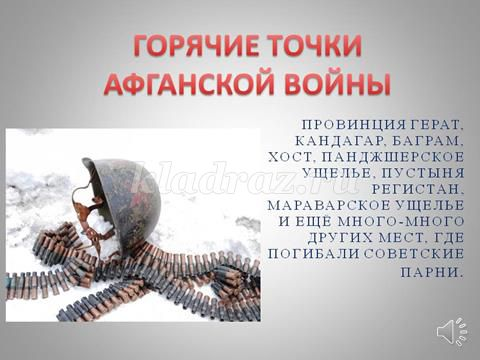 ГОРЯЧИЕ ТОЧКИ
АФГАНСКОЙ ВОЙНЫ
ПРОВИНЦИЯ ГЕРАТ,
КАНДАГАР, БАГРАМ,
ХОСТ, ПАНДЖШЕРСКОЕ
УЩЕЛЬЕ, ПУСТЫНЯ
РЕГИСТАН,
МАРАВАРСКОЕ УЩЕЛЬЕ
И ЕЩЁ МНОГО-МНОГО
ДРУГИХ МЕСТ, ГДЕ
ПОГИБАЛИ СОВЕТСКИЕ
ПАРНИ.
kladraz.ru